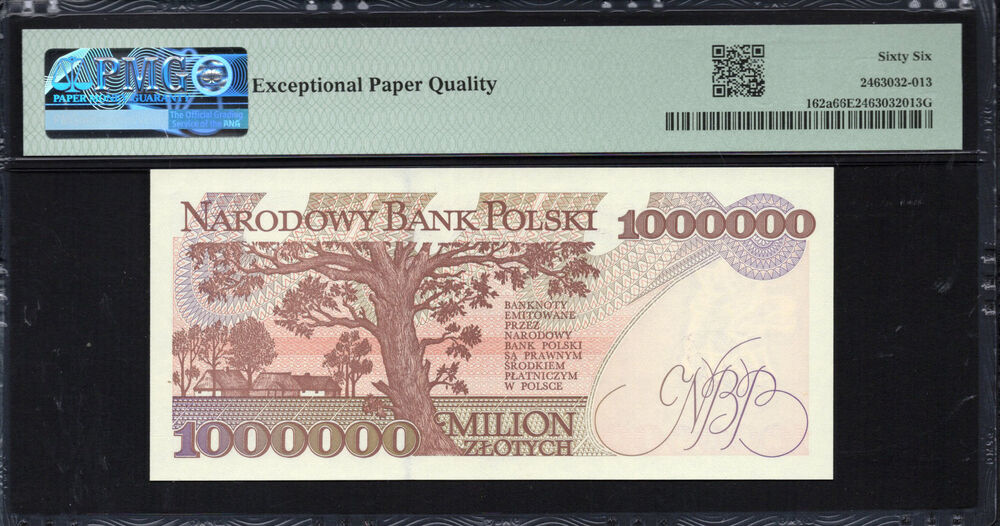 PMG
PAPER MONEY GUARANTY
The Official Grading
Service of the ANA
Exceptional Paper Quality
Sixty Six
2463032-013
162a66E2463032013G
NARODOWY BANK POLSKI
1000000
BANKNOTY
EMITOWANE
PRZEZ
NARODOWY
BANK POLSKI
SĄ PRAWNYM
ŚRODKIEM
PŁATNICZYM
W POLSCE
NBP
1000000
MILION
ZŁOTYCH